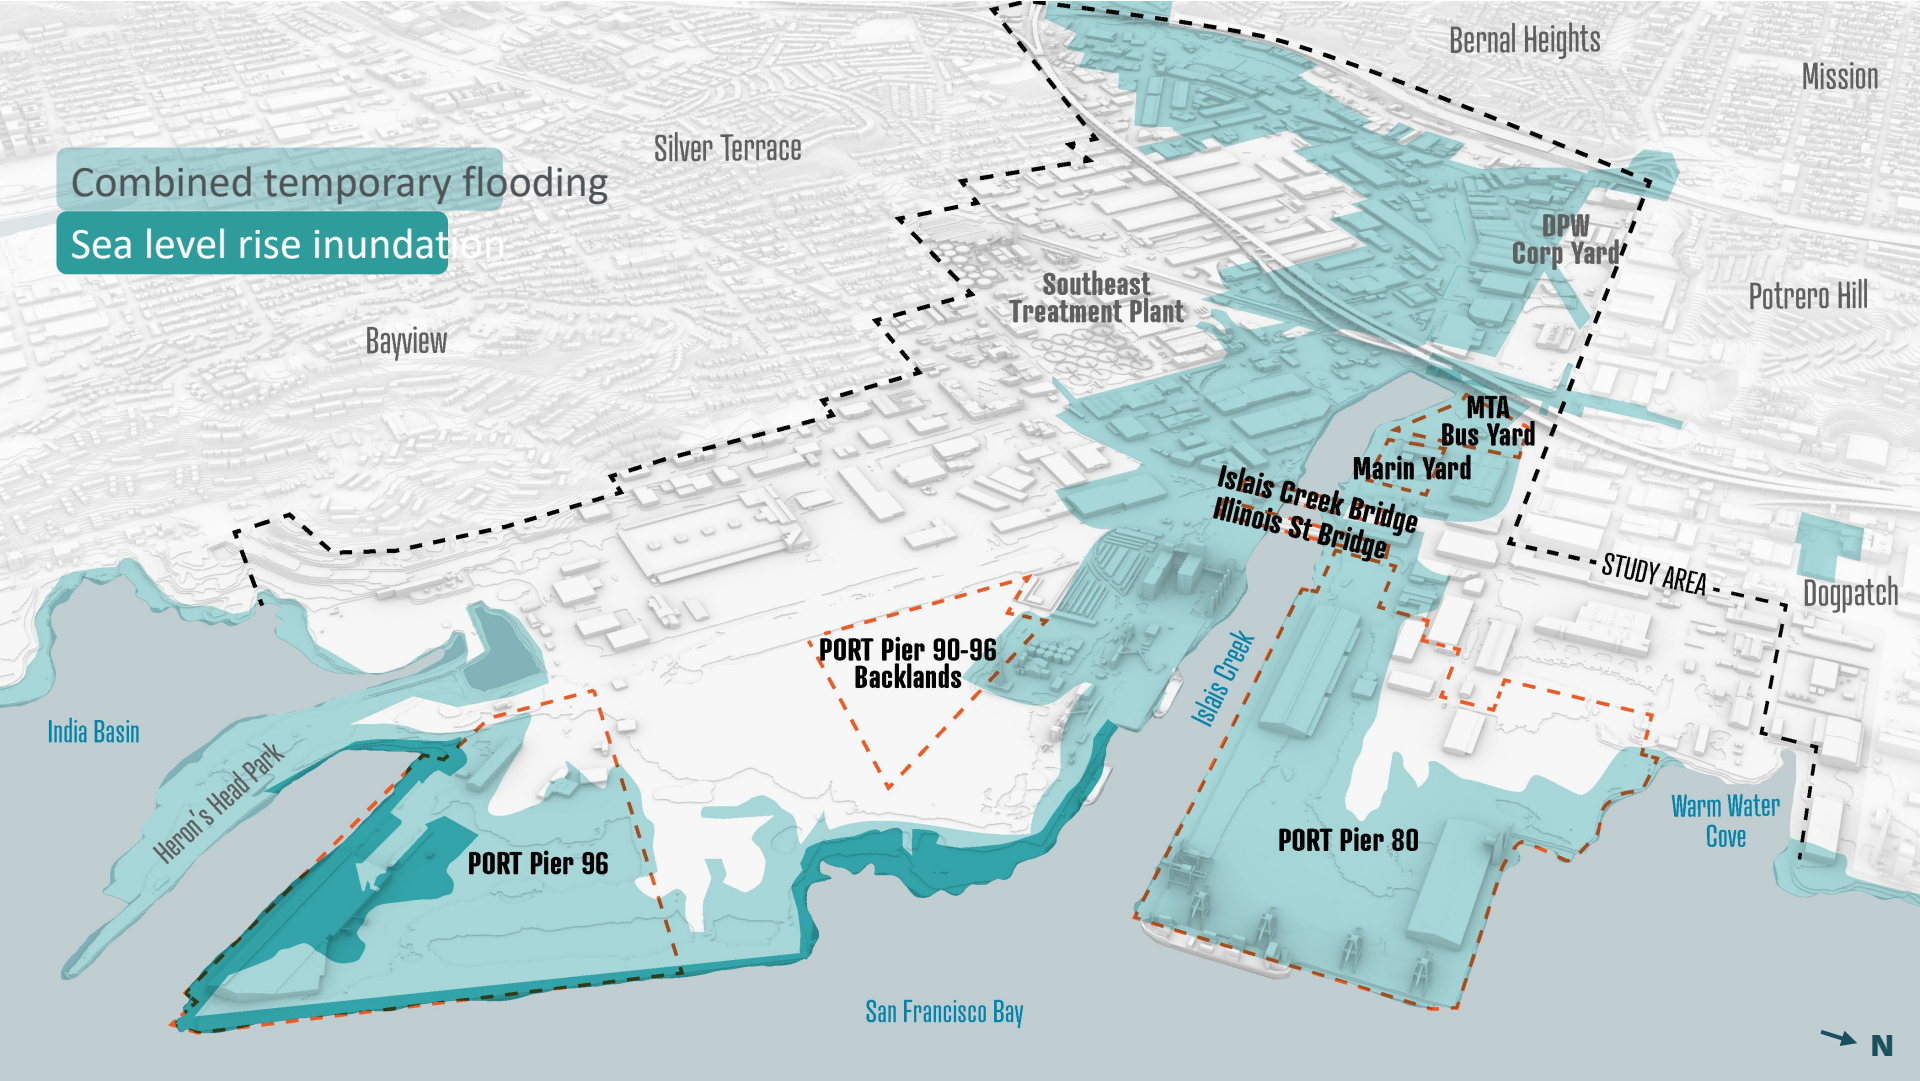 Bernal Heights
Mission
Silver Terrace
Combined temporary flooding
Sea level rise inundation
DPW
Corp Yard
Southeast
Treatment Plant
Potrero Hill
Bayview
MTA
Bus Yard
Marin Yard
Islais Creek Bridge
Illinois St Bridge
STUDY AREA
Dogpatch
PORT Pier 90-96
Backlands
Islais Creek
India Basin
Heron's Head Park
Warm Water
Cove
PORT Pier 80
PORT Pier 96
San Francisco Bay
N